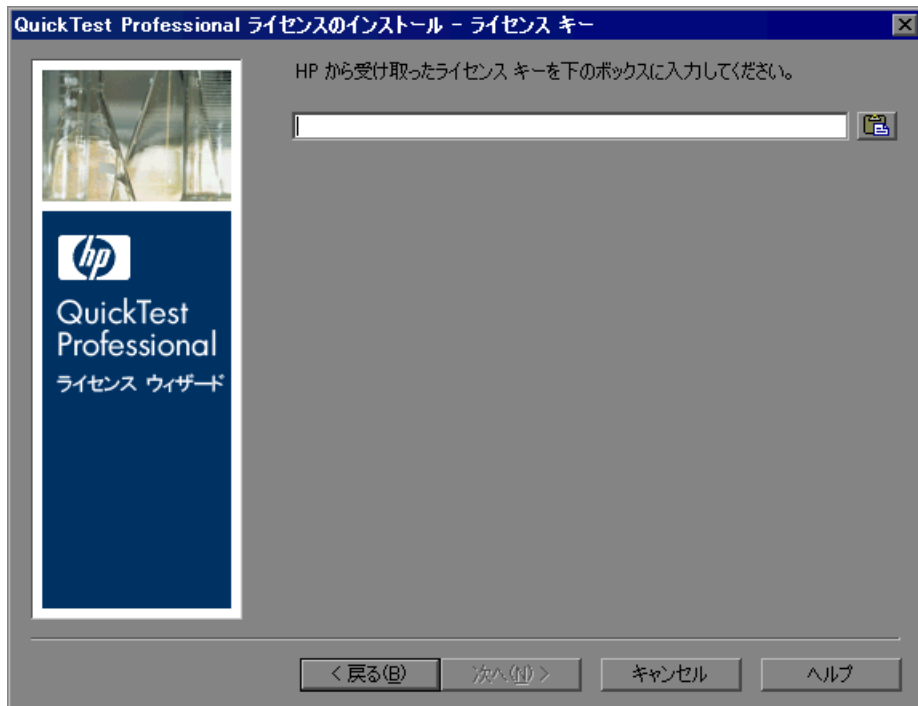 QuickTest Professional ライセンスのインストール - ライセンス キー
HP から受け取ったライセンス キーを下のボックスに入力してください。
hp
QuickTest
Professional
ライセンス ウィザード
< 戻る(B)
次へ(N) >
キャンセル
ヘルプ